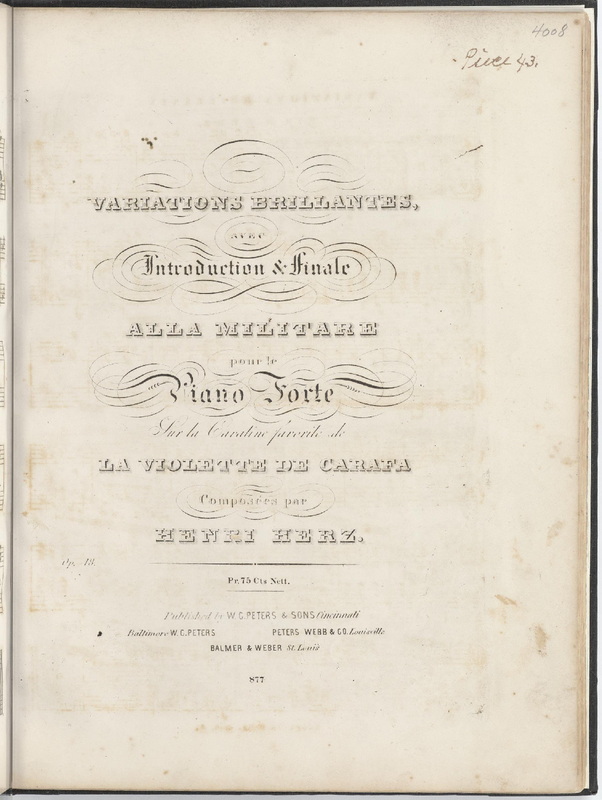 4008
Piece 43.
VARIATIONS BRILLANTES,
AVEC
Introduction & Finale
ALLA MILITARE
pour le
Piano Forte
Sur la Cavatine favorite de
LA VIOLETTE DE CARAFA
Composées par
HENRI HERZ.
Op. 48.
Pr. 75 Cts Nett.
Published by W. C. PETERS & SONS Cincinnati
Baltimore W. C. PETERS PETERS WEBB & CO. Louisville
BALMER & WEBER St. Louis
877